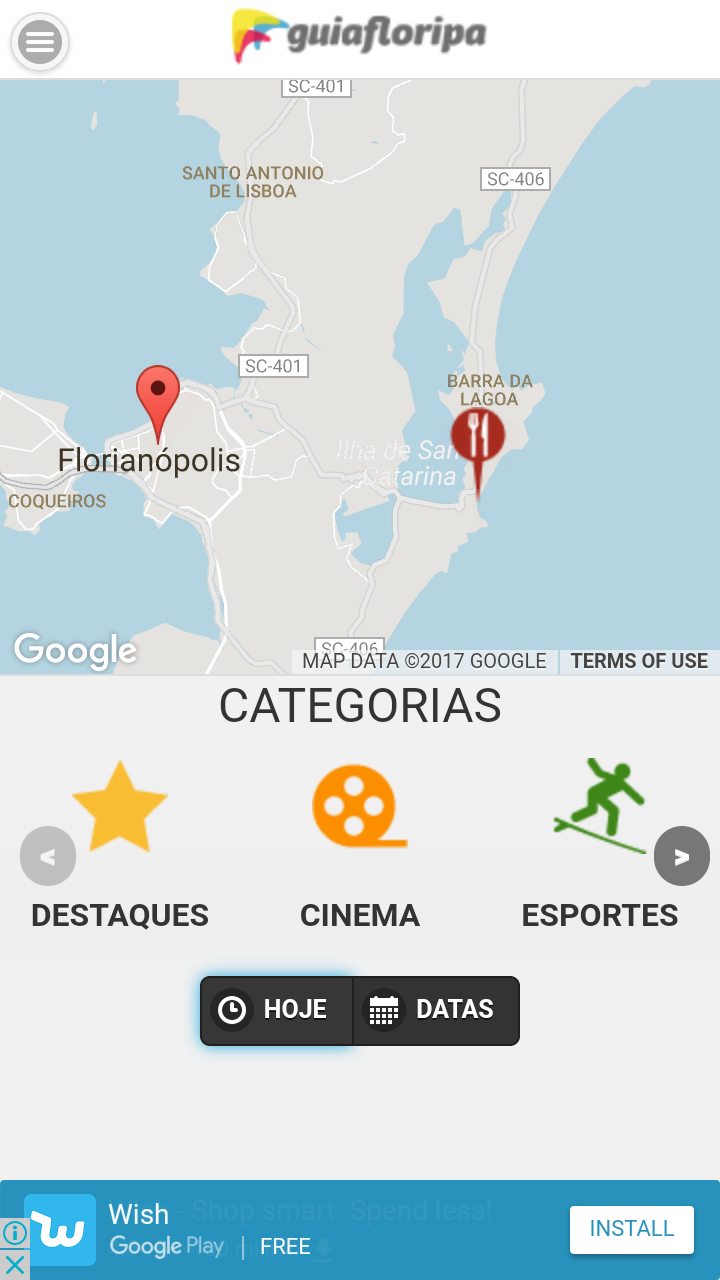 guiafloripa
SC-401
SANTO ANTONIO
DE LISBOA
SC-406
SC-401
BARRA DA
LAGOA
Florianópolis
Ilha de San
Catarina
COQUEIROS
SC-406
Google
MAP DATA ©2017 GOOGLE
TERMS OF USE
CATEGORIAS
< >
DESTAQUES CINEMA ESPORTES
HOJE DATAS
Wish - Shop smart. Spend less!
Google Play | FREE
INSTALL